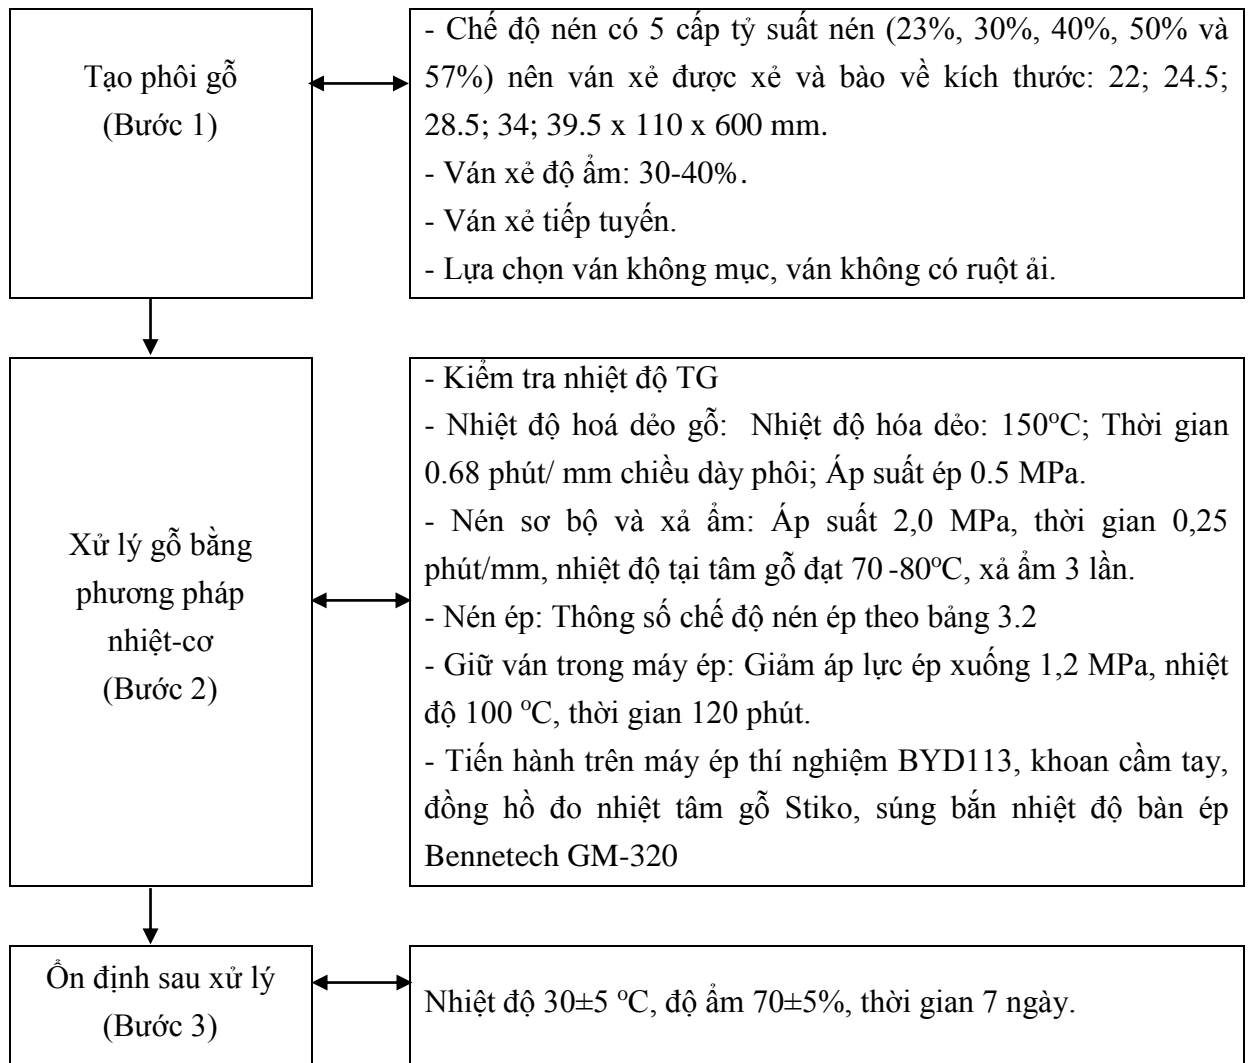 Tạo phôi gỗ
(Bước 1)
- Chế độ nén có 5 cấp tỷ suất nén (23%, 30%, 40%, 50% và
57%) nên ván xẻ được xẻ và bào về kích thước: 22; 24.5;
28.5; 34; 39.5 x 110 x 600 mm.
- Ván xẻ độ ẩm: 30-40%.
- Ván xẻ tiếp tuyến.
- Lựa chọn ván không mục, ván không có ruột ải.
Xử lý gỗ bằng
phương pháp
nhiệt-cơ
(Bước 2)
- Kiểm tra nhiệt độ TG
- Nhiệt độ hoá dẻo gỗ: Nhiệt độ hóa dẻo: 150°C; Thời gian
0.68 phút/ mm chiều dày phôi; Áp suất ép 0.5 MPa.
- Nén sơ bộ và xả ẩm: Áp suất 2,0 MPa, thời gian 0,25
phút/mm, nhiệt độ tại tâm gỗ đạt 70 -80°C, xả ẩm 3 lần.
- Nén ép: Thông số chế độ nén ép theo bảng 3.2
- Giữ ván trong máy ép: Giảm áp lực ép xuống 1,2 MPa, nhiệt
độ 100 °C, thời gian 120 phút.
- Tiến hành trên máy ép thí nghiệm BYD113, khoan cầm tay,
đồng hồ đo nhiệt tâm gỗ Stiko, súng bắn nhiệt độ bàn ép
Bennetech GM-320
Ổn định sau xử lý
(Bước 3)
Nhiệt độ 30±5 °C, độ ẩm 70±5%, thời gian 7 ngày.